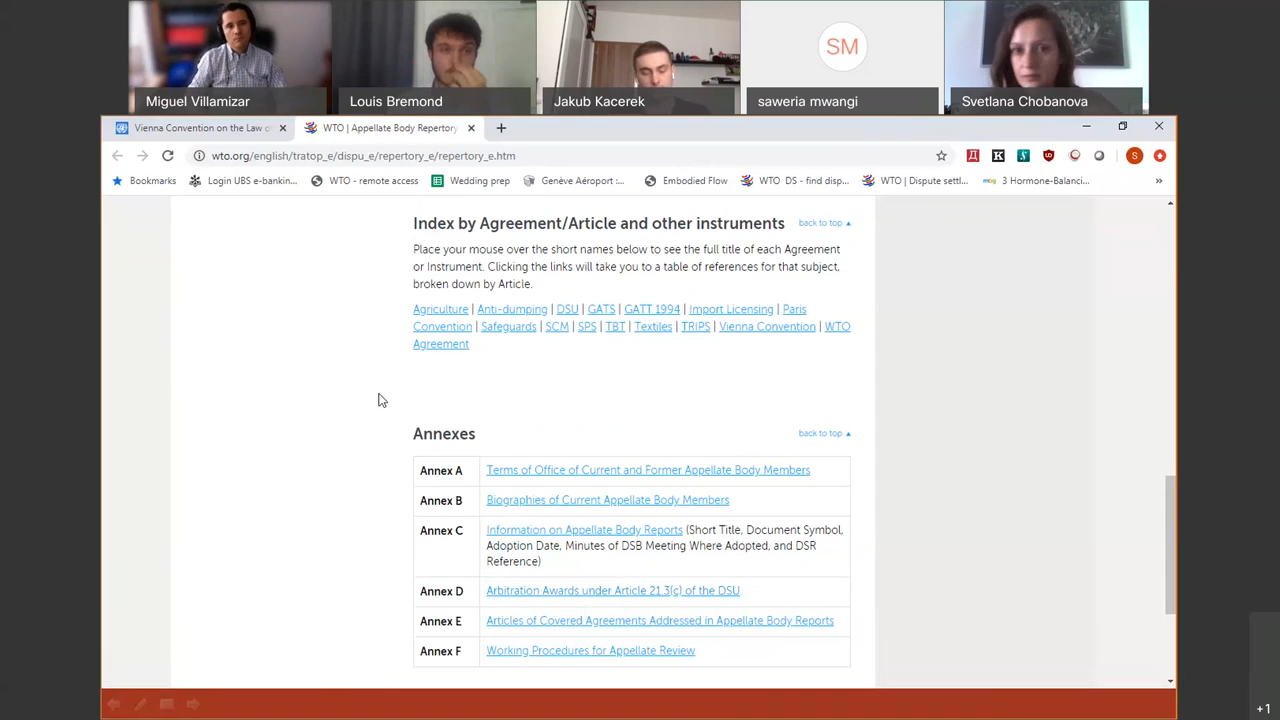 SM
Miguel Villamizar
Louis Bremond
Jakub Kacerek
saweria mwangi
Svetlana Chobanova
Vienna Convention on the Law o
WTO | Appellate Body Repertory
wto.org/english/tratop_e/dispu_e/repertory_e/repertory_e.htm
Bookmarks
Login UBS e-bankin...
WTO - remote access
Wedding prep
Genève Aéroport :...
Embodied Flow
WTO DS - find disp...
WTO | Dispute settl...
3 Hormone-Balanci...
Index by Agreement/Article and other instruments
back to top
Place your mouse over the short names below to see the full title of each Agreement
or Instrument. Clicking the links will take you to a table of references for that subject,
broken down by Article.
Agriculture | Anti-dumping | DSU | GATS | GATT 1994 | Import Licensing | Paris
Convention | Safeguards | SCM | SPS | TBT | Textiles | TRIPS | Vienna Convention | WTO
Agreement
Annexes
back to top
Annex A Terms of Office of Current and Former Appellate Body Members
Annex B Biographies of Current Appellate Body Members
Annex C Information on Appellate Body Reports (Short Title, Document Symbol,
Adoption Date, Minutes of DSB Meeting Where Adopted, and DSR
Reference)
Annex D Arbitration Awards under Article 21.3(c) of the DSU
Annex E Articles of Covered Agreements Addressed in Appellate Body Reports
Annex F Working Procedures for Appellate Review
+1